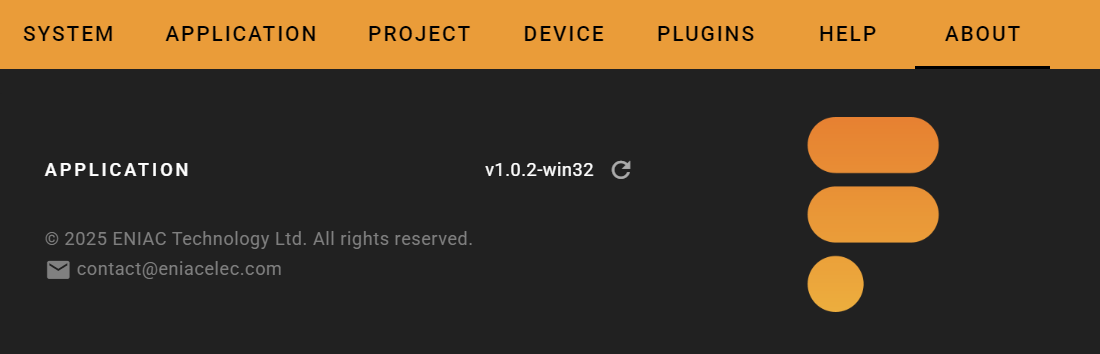 SYSTEM APPLICATION PROJECT DEVICE PLUGINS HELP ABOUT
APPLICATION v1.0.2-win32
© 2025 ENIAC Technology Ltd. All rights reserved.
contact@eniacelec.com